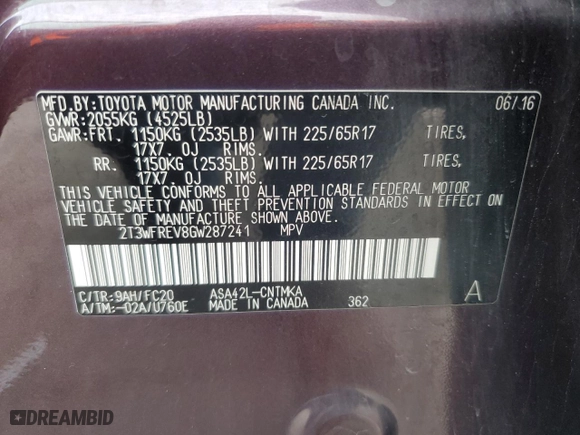 MFD.BY:TOYOTA MOTOR MANUFACTURING CANADA INC. 06/16
GVWR:2055KG (4525LB)
GAWR:FRT. 1150KG (2535LB) WITH 225/65R17 TIRES,
17X7.0J RIMS.
RR. 1150KG (2535LB) WITH 225/65R17 TIRES,
17X7.0J RIMS.
THIS VEHICLE CONFORMS TO ALL APPLICABLE FEDERAL MOTOR
VEHICLE SAFETY AND THEFT PREVENTION STANDARDS IN EFFECT ON
THE DATE OF MANUFACTURE SHOWN ABOVE.
2T3WFREV8GW287241 MPV
C/TR:9AH/FC20 ASA42L-CNTMKA
A/TM:-02A/U760E MADE IN CANADA 362 A
DREAMBID